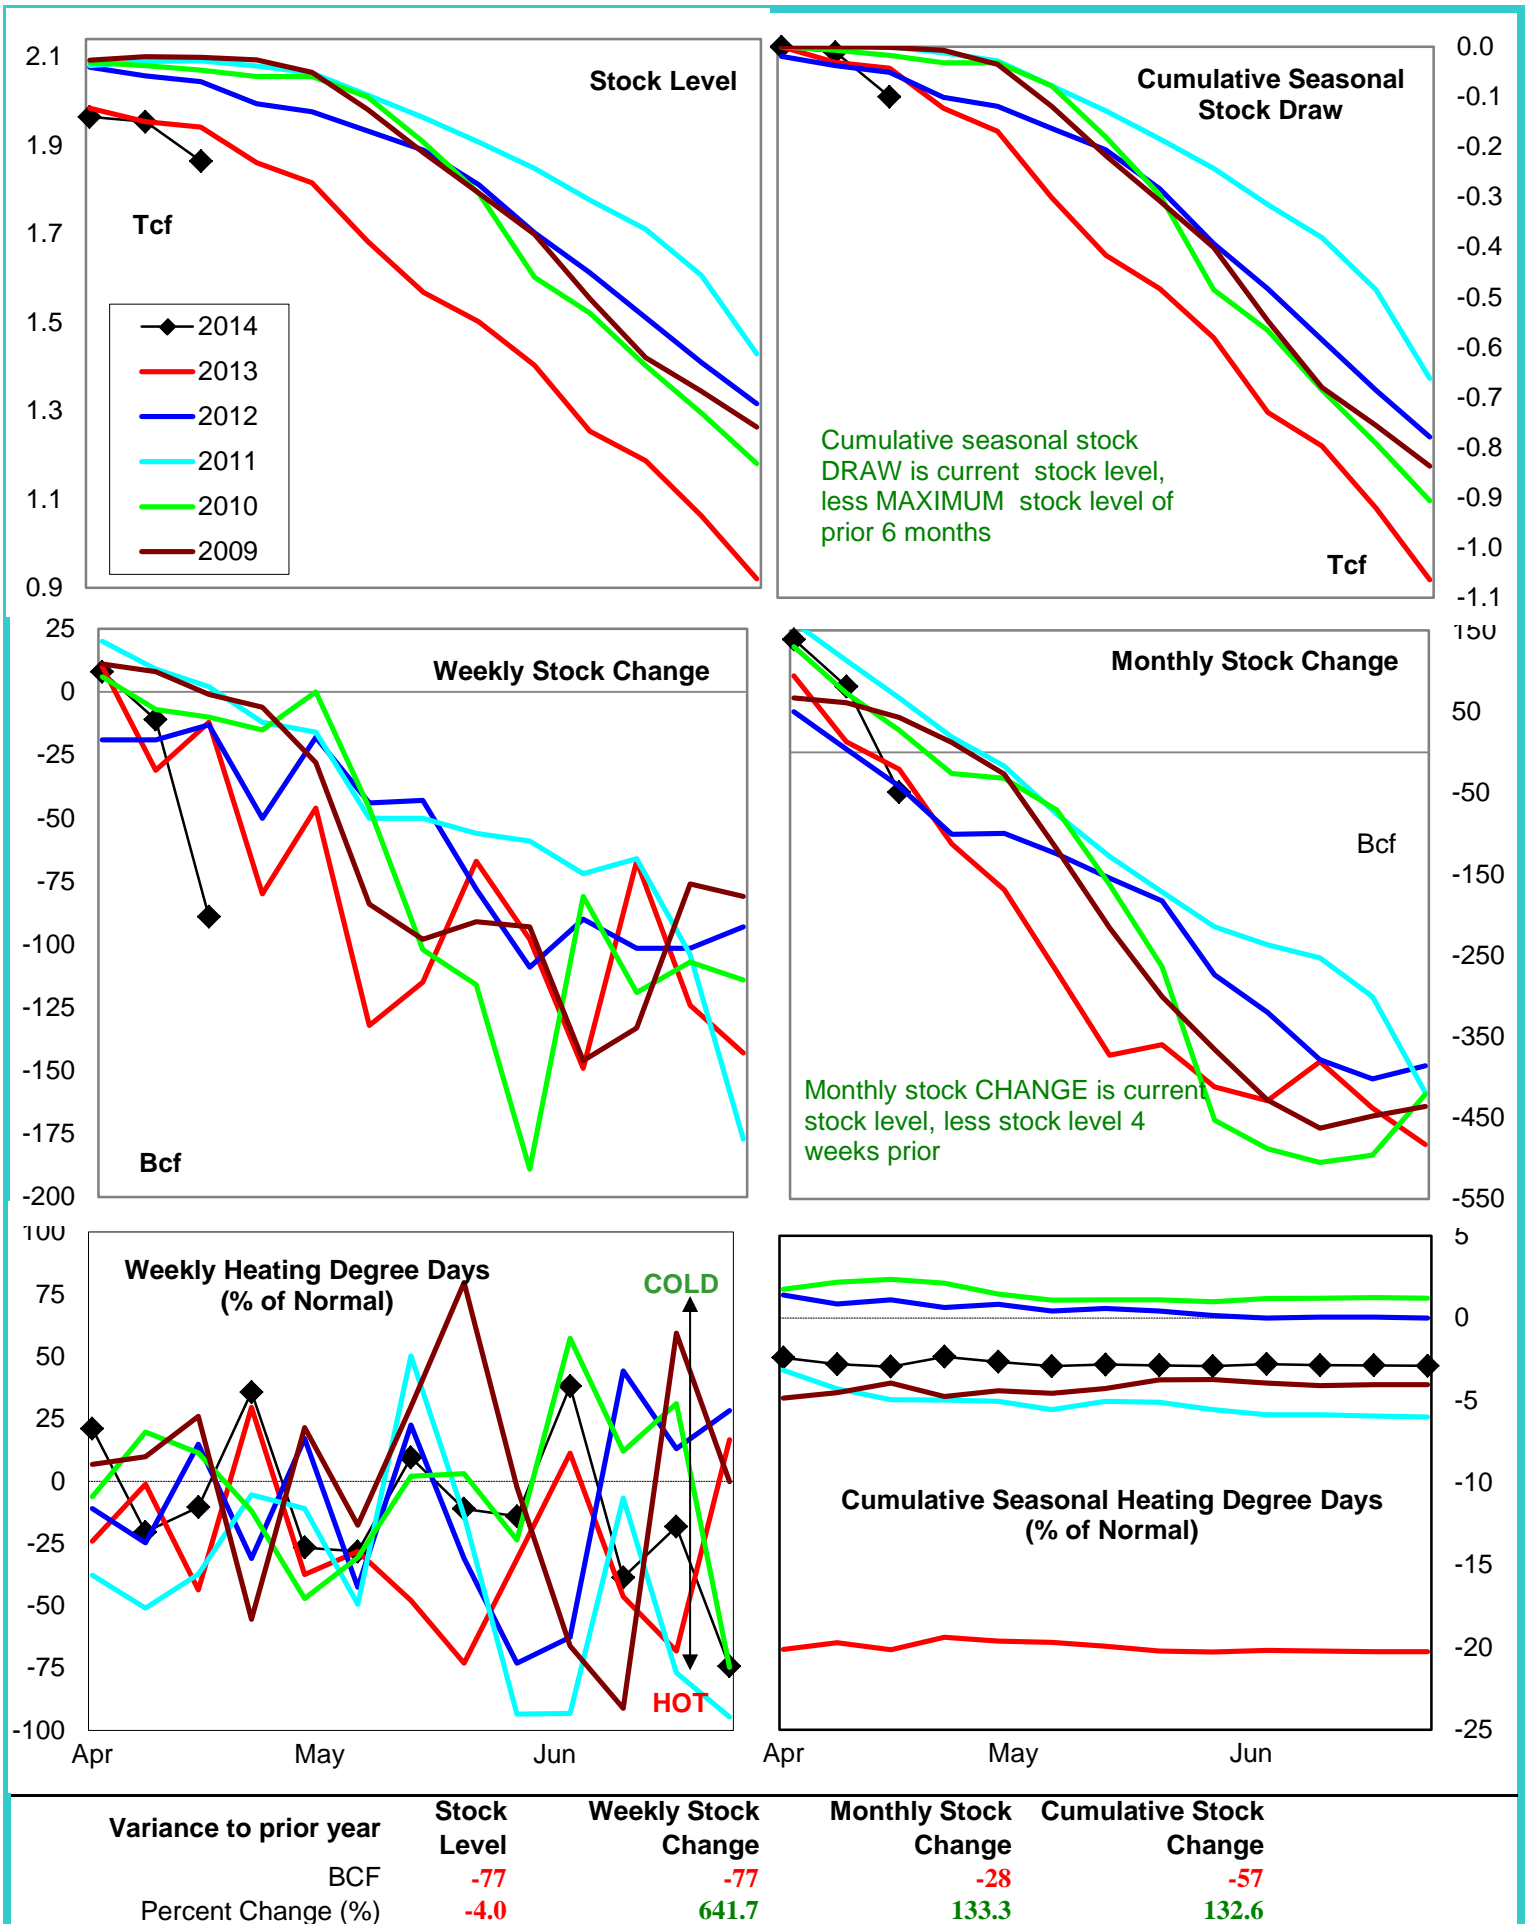 2.1
1.9
1.7
1.5
1.3
1.1
0.9
Stock Level
Tcf
2014
2013
2012
2011
2010
2009
0.0
-0.1
-0.2
-0.3
-0.4
-0.5
-0.6
-0.7
-0.8
-0.9
-1.0
-1.1
Cumulative Seasonal
Stock Draw
Cumulative seasonal stock
DRAW is current stock level,
less MAXIMUM stock level of
prior 6 months
Tcf
25
0
-25
-50
-75
-100
-125
-150
-175
-200
Weekly Stock Change
Bcf
150
50
-50
-150
-250
-350
-450
-550
Monthly Stock Change
Bcf
Monthly stock CHANGE is current
stock level, less stock level 4
weeks prior
100
75
50
25
0
-25
-50
-75
-100
Weekly Heating Degree Days
(% of Normal)
COLD
HOT
Apr May Jun
5
0
-5
-10
-15
-20
-25
Cumulative Seasonal Heating Degree Days
(% of Normal)
Apr May Jun
Variance to prior year
Stock
Level
Weekly Stock
Change
Monthly Stock
Change
Cumulative Stock
Change
BCF -77 -77 -28 -57
Percent Change (%) -4.0 641.7 133.3 132.6